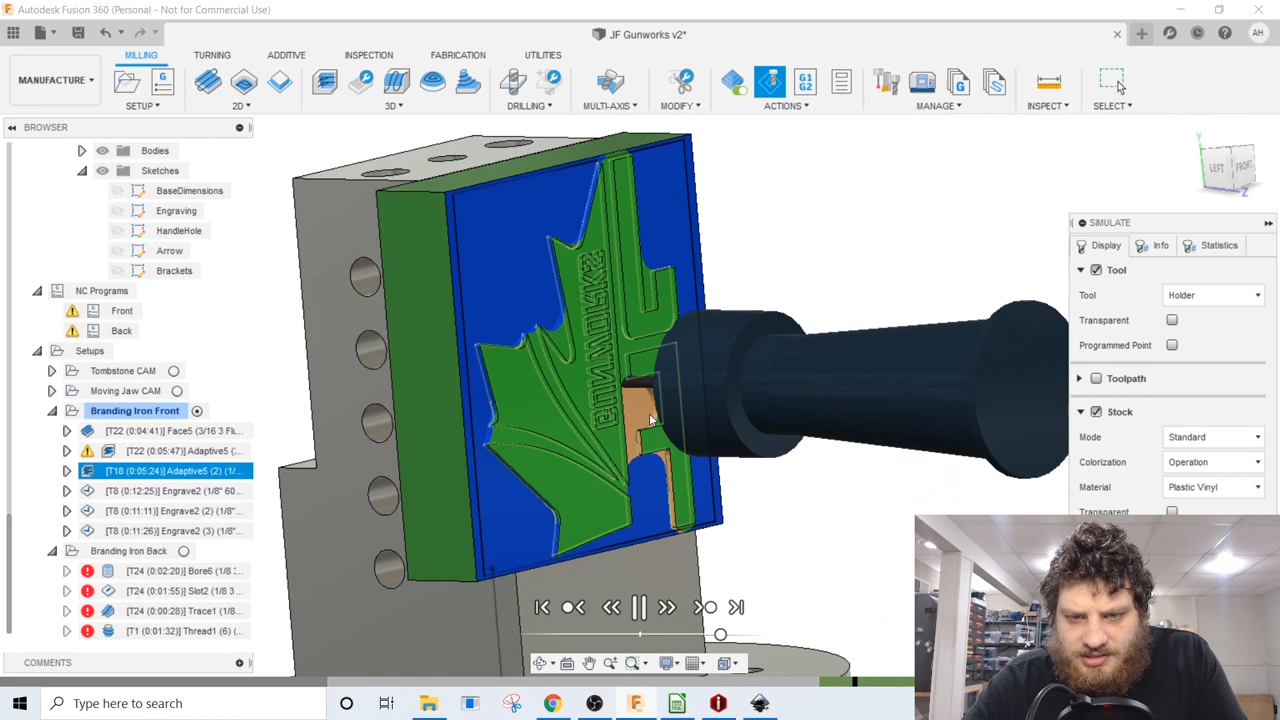 Autodesk Fusion 360 (Personal - Not for Commercial Use)
JF Gunworks v2*
AH
MANUFACTURE
MILLING TURNING ADDITIVE INSPECTION FABRICATION UTILITIES
G
G1
G2
G
S
SETUP 2D 3D DRILLING MULTI-AXIS MODIFY ACTIONS MANAGE INSPECT SELECT
BROWSER
Bodies
Sketches
BaseDimensions
Engraving
HandleHole
Arrow
Brackets
NC Programs
Front
Back
Setups
Tombstone CAM
Moving Jaw CAM
Branding Iron Front
[T22 (0:04:41)] Face5 (3/16 3 Fl...
[T22 (0:05:47)] Adaptive5 (...
[T18 (0:05:24)] Adaptive5 (2) (1/...
[T8 (0:12:25)] Engrave2 (1/8" 60...
[T8 (0:11:11)] Engrave2 (2) (1/8"...
[T8 (0:11:26)] Engrave2 (3) (1/8"...
Branding Iron Back
[T24 (0:02:20)] Bore6 (1/8 ...
[T24 (0:01:55)] Slot2 (1/8 3 ...
[T24 (0:00:28)] Trace1 (1/8...
[T1 (0:01:32)] Thread1 (6) (...
COMMENTS
Y
LEFT FRONT
Z
SIMULATE
Display Info Statistics
Tool
Tool Holder
Transparent
Programmed Point
Toolpath
Stock
Mode Standard
Colorization Operation
Material Plastic Vinyl
Transparent
Type here to search